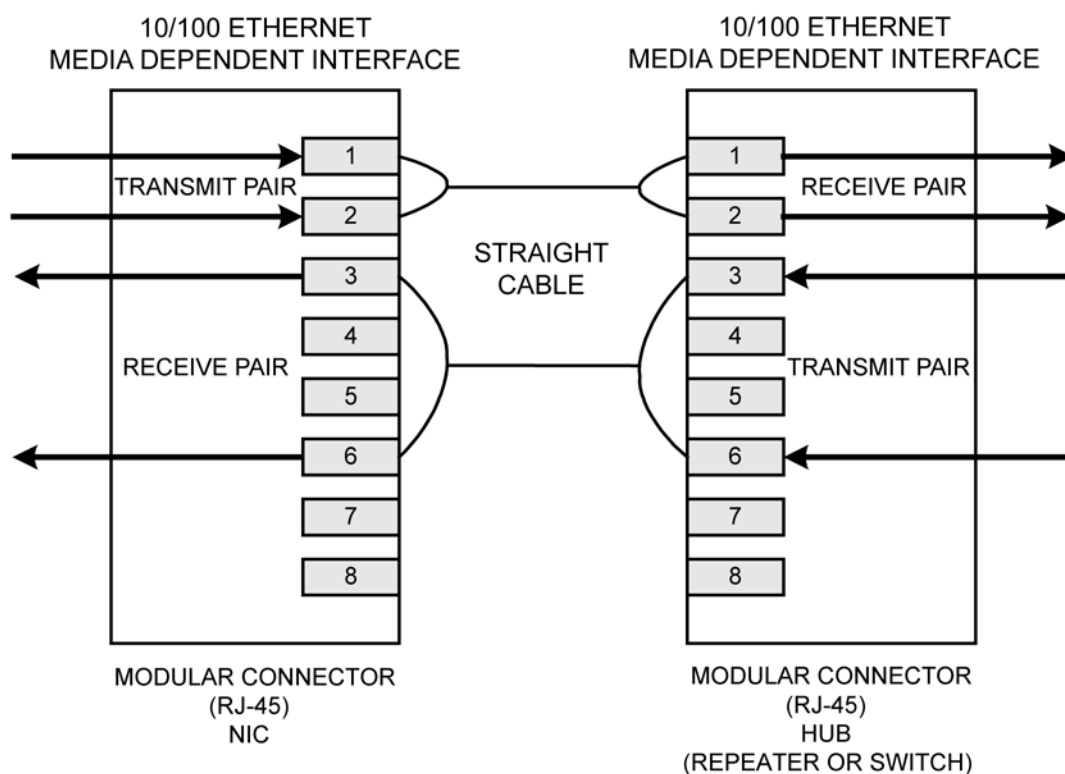 10/100 ETHERNET
MEDIA DEPENDENT INTERFACE
1
TRANSMIT PAIR
2
3
4
RECEIVE PAIR
5
6
7
8
MODULAR CONNECTOR
(RJ-45)
NIC
STRAIGHT
CABLE
10/100 ETHERNET
MEDIA DEPENDENT INTERFACE
1
RECEIVE PAIR
2
3
4
TRANSMIT PAIR
5
6
7
8
MODULAR CONNECTOR
(RJ-45)
HUB
(REPEATER OR SWITCH)